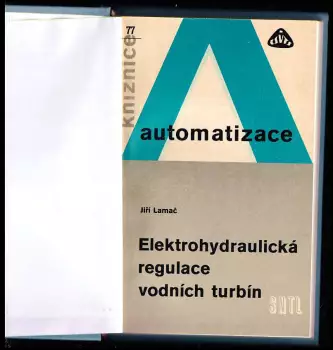 77
knižnice
automatizace
Jiří Lamač
Elektrohydraulická
regulace
vodních turbín
SNTL